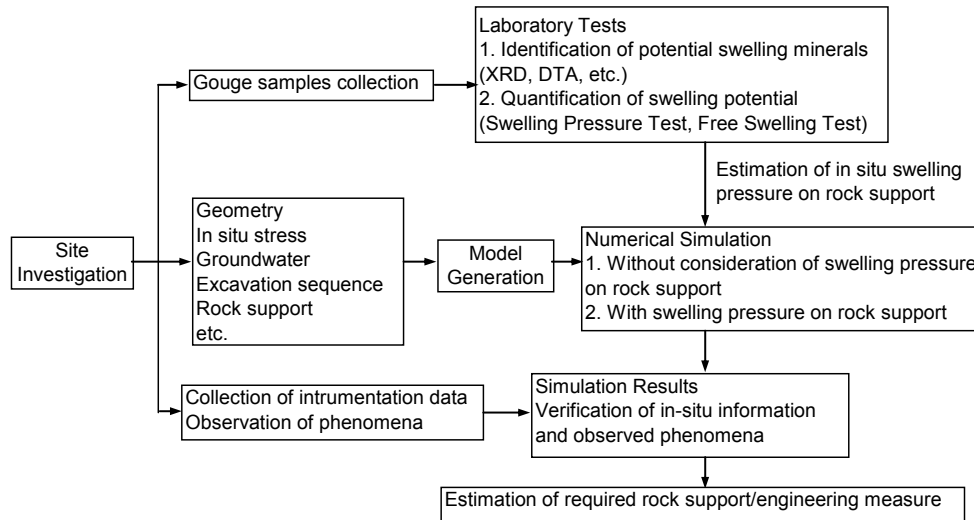 Laboratory Tests
1. Identification of potential swelling minerals
(XRD, DTA, etc.)
2. Quantification of swelling potential
(Swelling Pressure Test, Free Swelling Test)
Gouge samples collection
Estimation of in situ swelling
pressure on rock support
Geometry
In situ stress
Groundwater
Excavation sequence
Rock support
etc.
Site
Investigation
Model
Generation
Numerical Simulation
1. Without consideration of swelling pressure
on rock support
2. With swelling pressure on rock support
Collection of intrumentation data
Observation of phenomena
Simulation Results
Verification of in-situ information
and observed phenomena
Estimation of required rock support/engineering measure